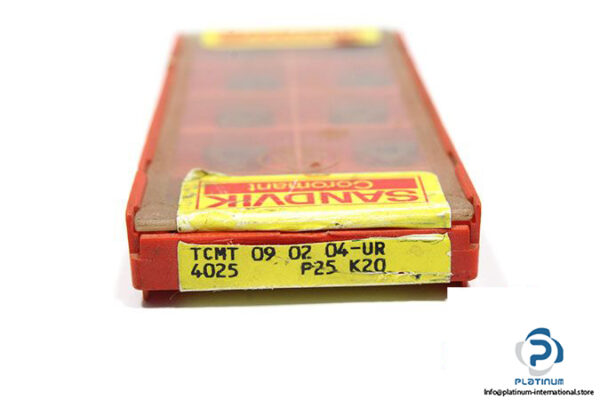 SANDVIK
Coromant
TCMT 09 02 04-UR
4025 P25 K20
PLATINUM
Info@platinum-international.store